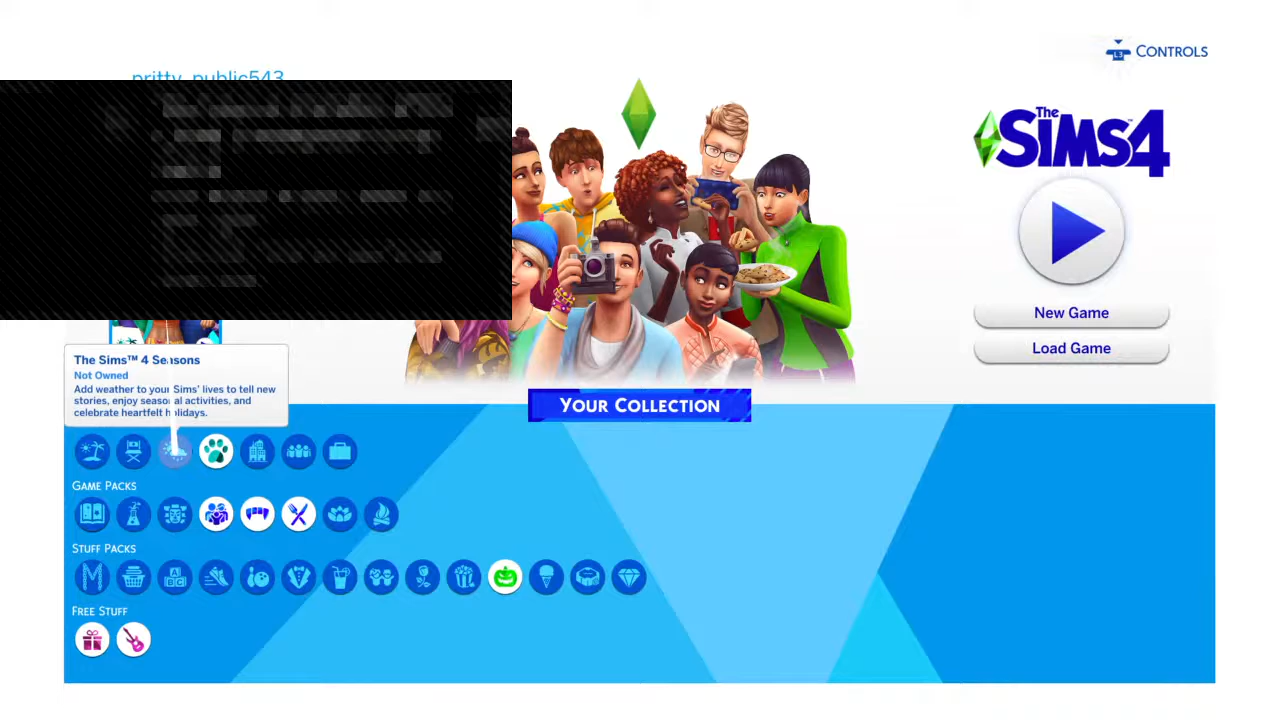 CONTROLS
pritty_public543
The SIMS 4
New Game
Load Game
The Sims™ 4 Seasons
Not Owned
Add weather to your Sims' lives to tell new
stories, enjoy seasonal activities, and
celebrate heartfelt holidays.
YOUR COLLECTION
GAME PACKS
STUFF PACKS
FREE STUFF